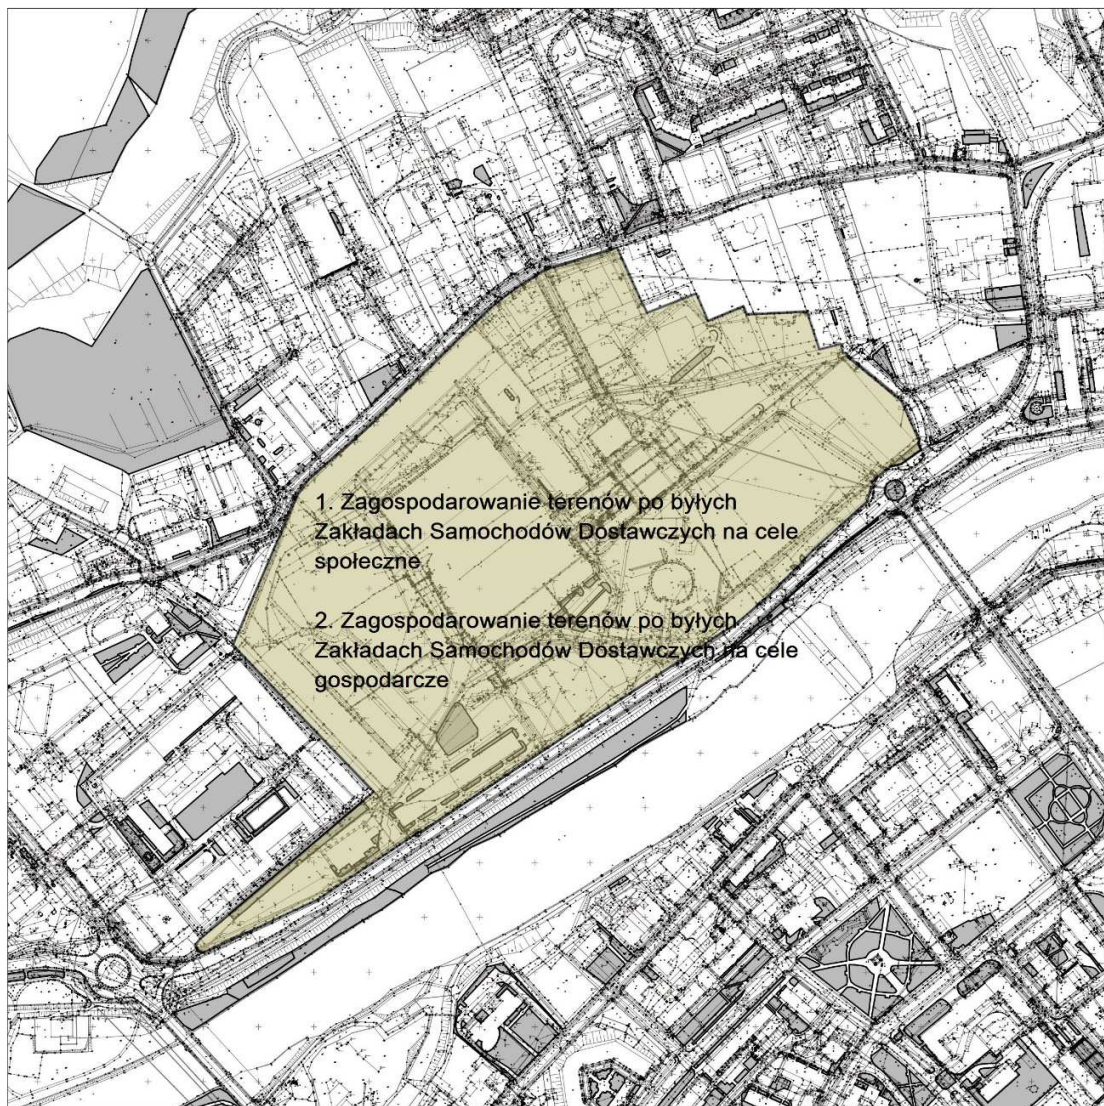 1. Zagospodarowanie terenów po byłych
Zakładach Samochodów Dostawczych na cele
społeczne
2. Zagospodarowanie terenów po byłych
Zakładach Samochodów Dostawczych na cele
gospodarcze